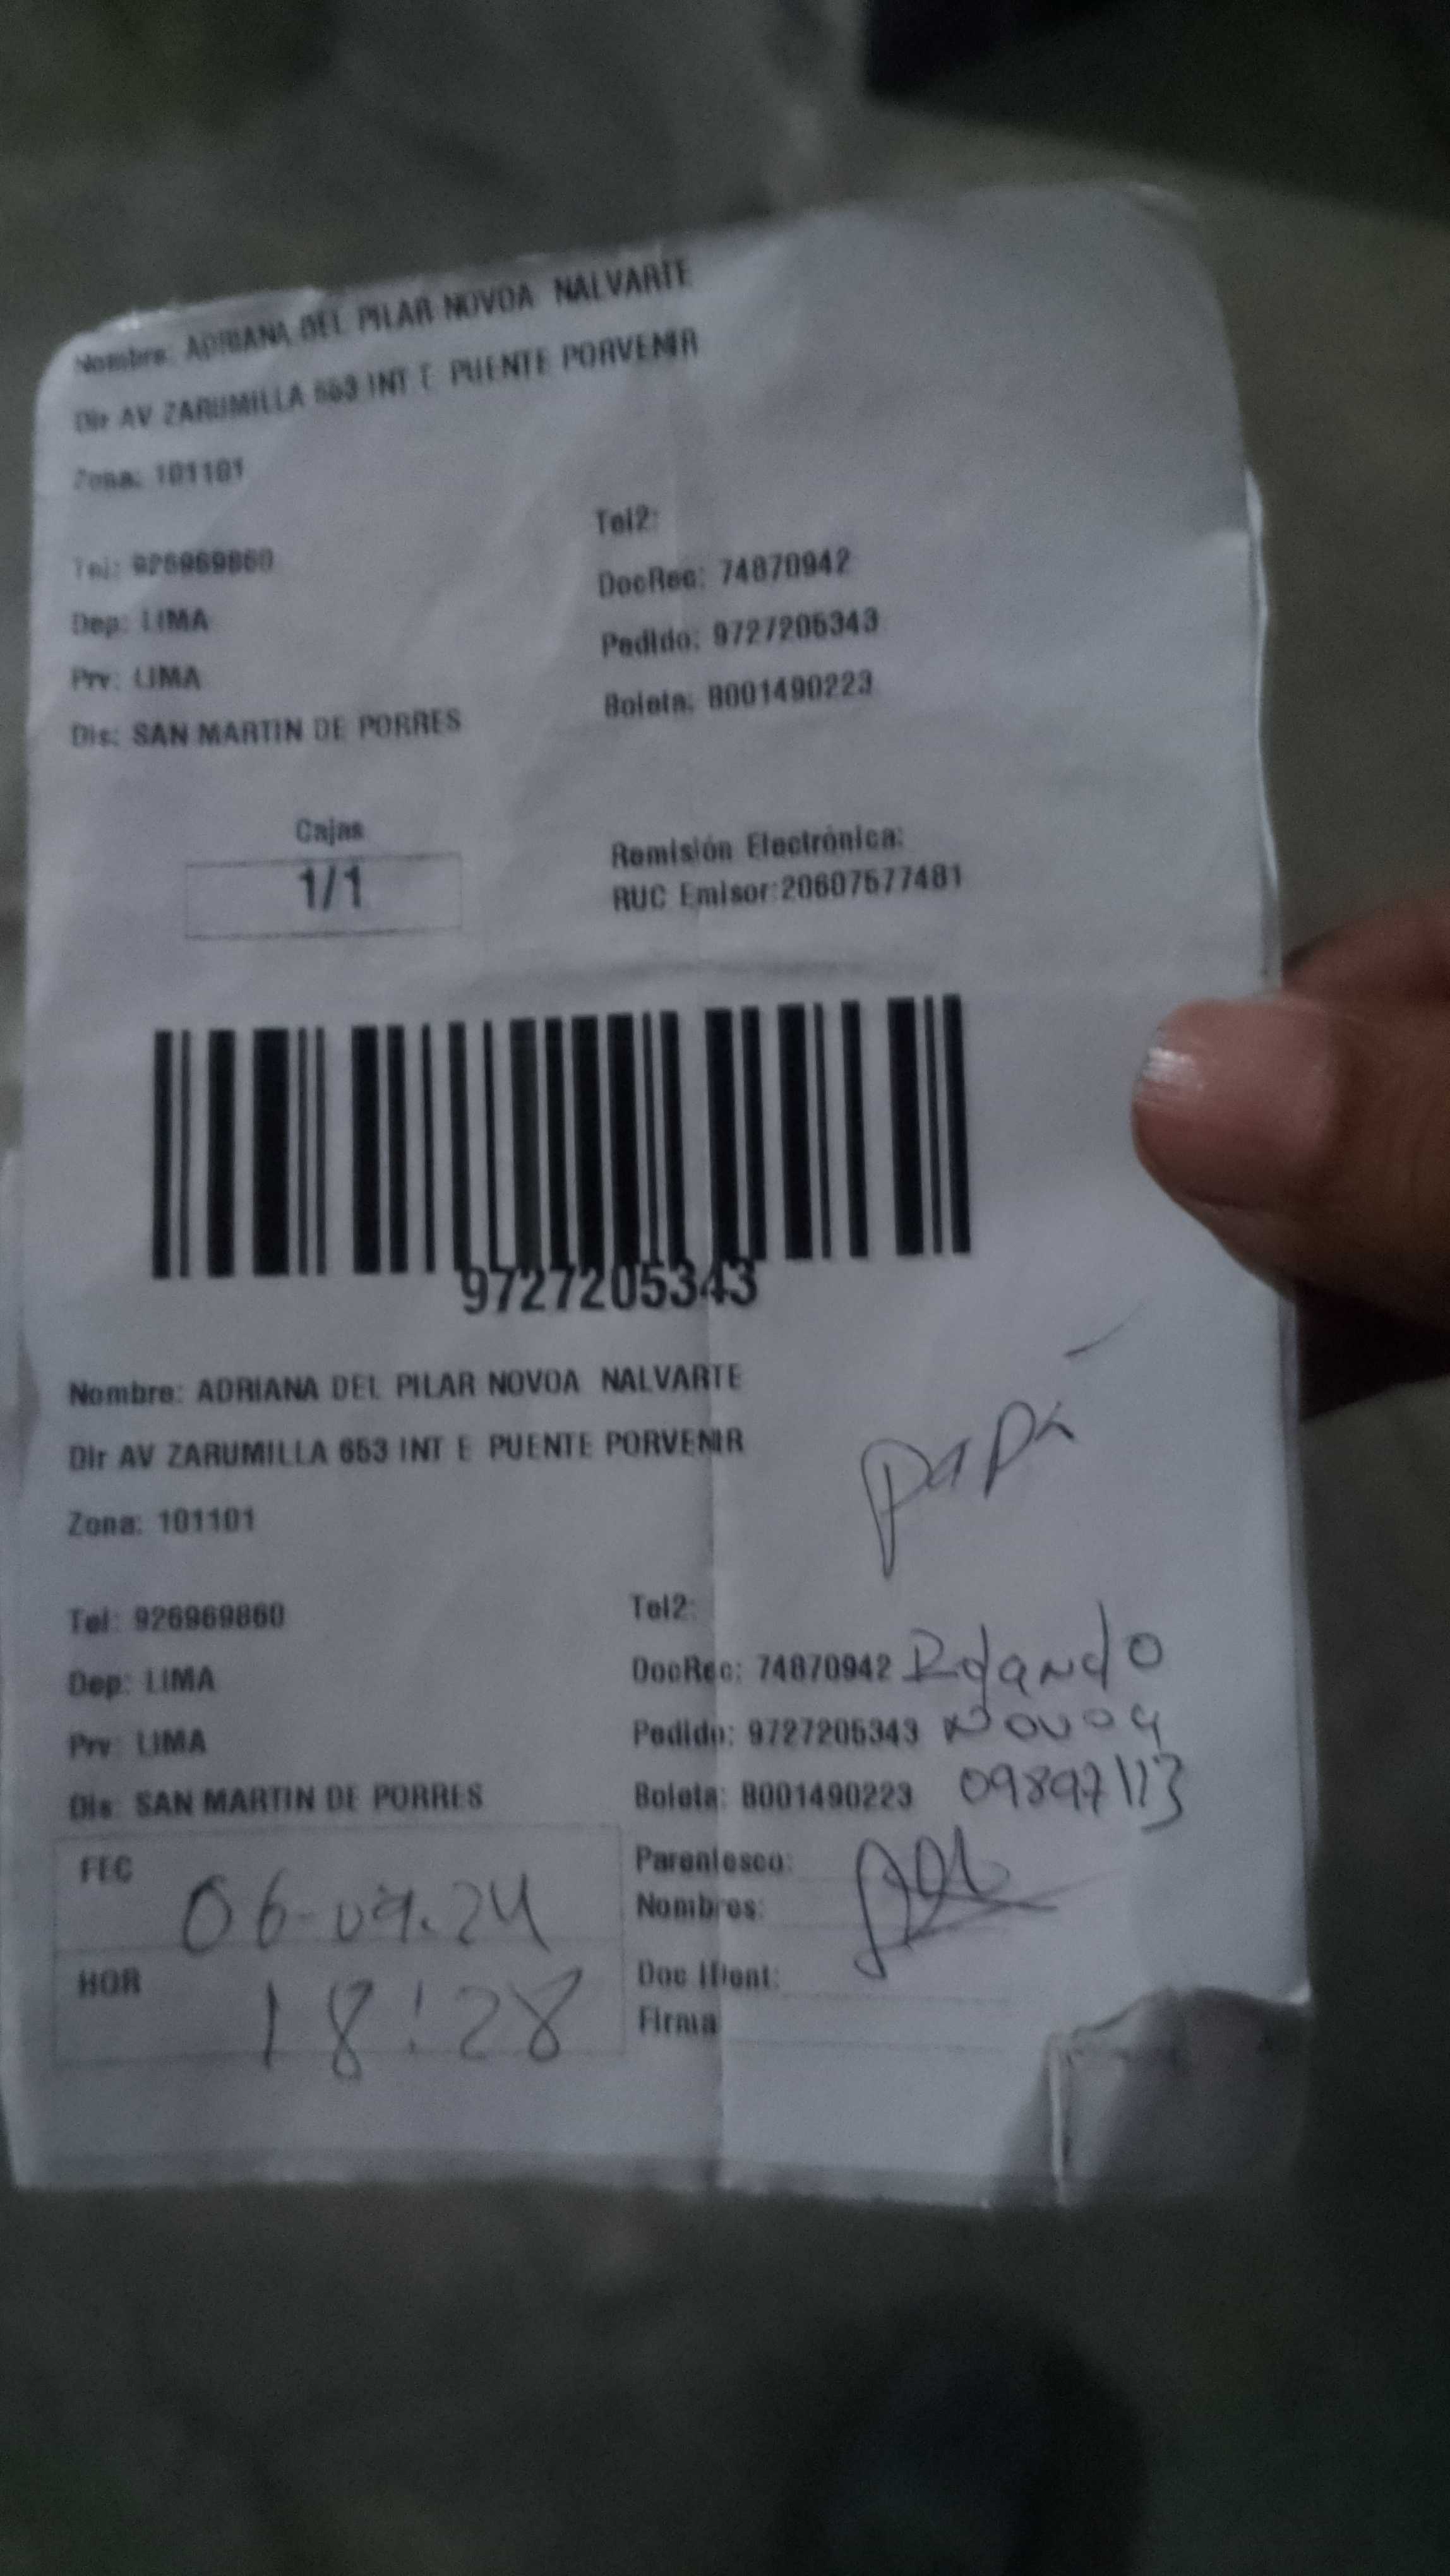 Nombre: ADRIANA DEL PILAR NOVOA NALVARTE
Dir AV ZARUMILLA 653 INT E PUENTE PORVENIR
Zona: 101101
Tel2:
Tel: 926969860
DocRec: 74870942
Dep: LIMA
Pedido: 9727205343
Prv: LIMA
Boleta: B001490223
Dis: SAN MARTIN DE PORRES
Cajas
1/1
Remisión Electrónica:
RUC Emisor:20607577481
9727205343
Nombre: ADRIANA DEL PILAR NOVOA NALVARTE
Dir AV ZARUMILLA 653 INT E PUENTE PORVENIR
papá
Zona: 101101
Tel: 926969860
Tel2:
Dep: LIMA
DocRec: 74870942 Rolando
Prv: LIMA
Pedido: 9727205343 Novoa
Dis: SAN MARTIN DE PORRES
Boleta: B001490223 09897113
FEC 06-09.24
Parentesco:
Nombres:
HOR 18:28
Doc Ident:
Firma